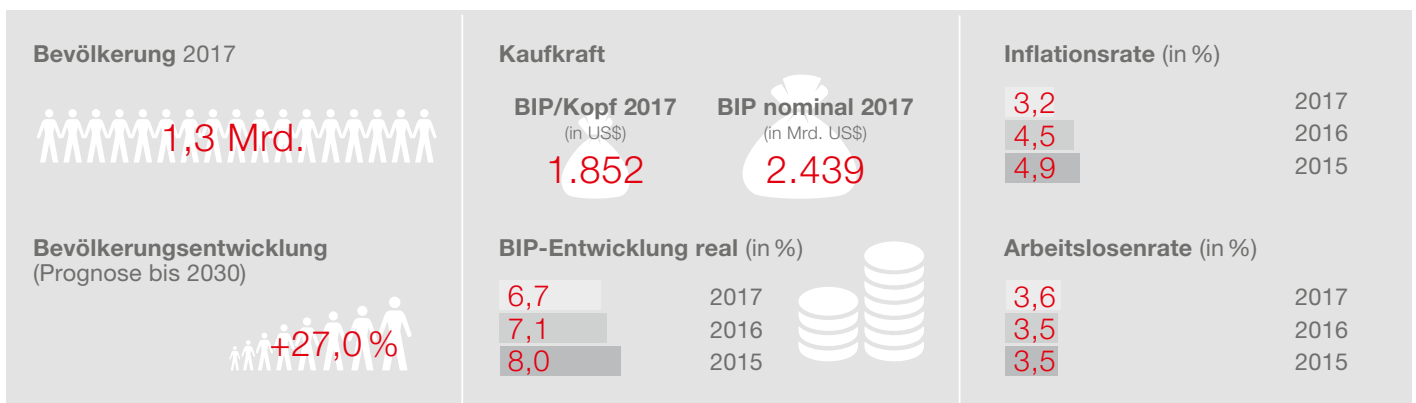 Bevölkerung 2017
1,3 Mrd.
Bevölkerungsentwicklung
(Prognose bis 2030)
+27,0 %
Kaufkraft
BIP/Kopf 2017
(in US$)
1.852
BIP nominal 2017
(in Mrd. US$)
2.439
BIP-Entwicklung real (in %)
6,7 2017
7,1 2016
8,0 2015
Inflationsrate (in %)
3,2 2017
4,5 2016
4,9 2015
Arbeitslosenrate (in %)
3,6 2017
3,5 2016
3,5 2015